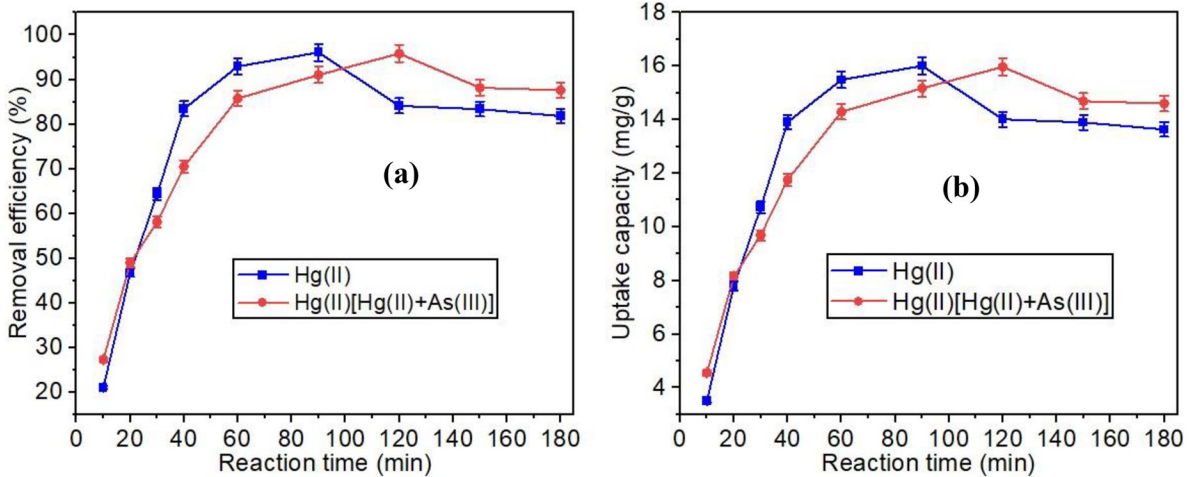 Removal efficiency (%)
100
90
80
70
60
50
40
30
20
(a)
Hg(II)
Hg(II)[Hg(II)+As(III)]
0 20 40 60 80 100 120 140 160 180
Reaction time (min)
Uptake capacity (mg/g)
18
16
14
12
10
8
6
4
(b)
Hg(II)
Hg(II)[Hg(II)+As(III)]
0 20 40 60 80 100 120 140 160 180
Reaction time (min)